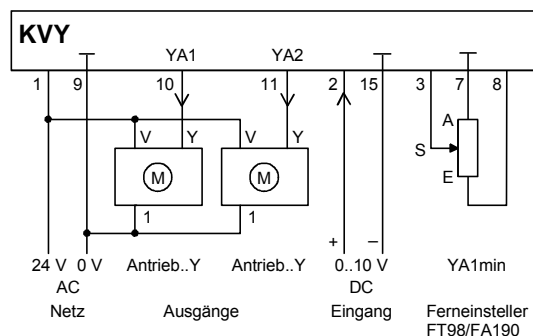 KVY
YA1 YA2
1 9 10 11 2 15 3 7 8
V Y V Y A
M M S
E
1 1
+ –
24 V 0 V Antrieb..Y Antrieb..Y 0..10 V YA1min
AC DC
Netz Ausgänge Eingang Ferneinsteller
FT98/FA190